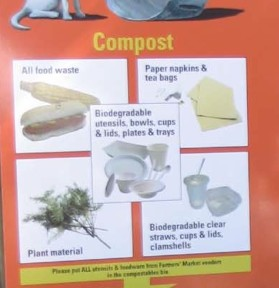 Compost
All food waste
Paper napkins &
tea bags
Biodegradable
utensils, bowls, cups
& lids, plates & trays
Plant material
Biodegradable clear
straws, cups & lids,
clamshells
Please put ALL utensils & foodware from Farmers' Market vendors
in the compostables bin.